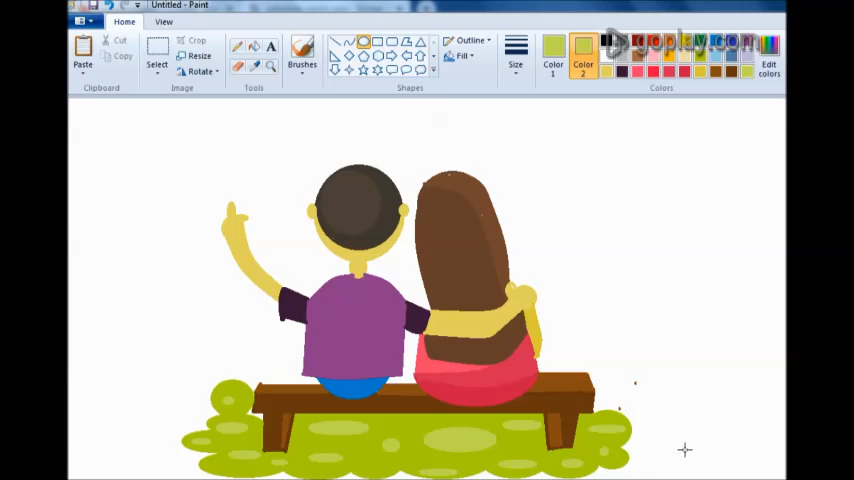 Untitled - Paint
Home
View
Cut
Copy
Paste
Clipboard
Select
Crop
Resize
Rotate
Image
A
Tools
Brushes
Outline
Fill
Shapes
Size
Color 1
Color 2
Edit colors
Colors